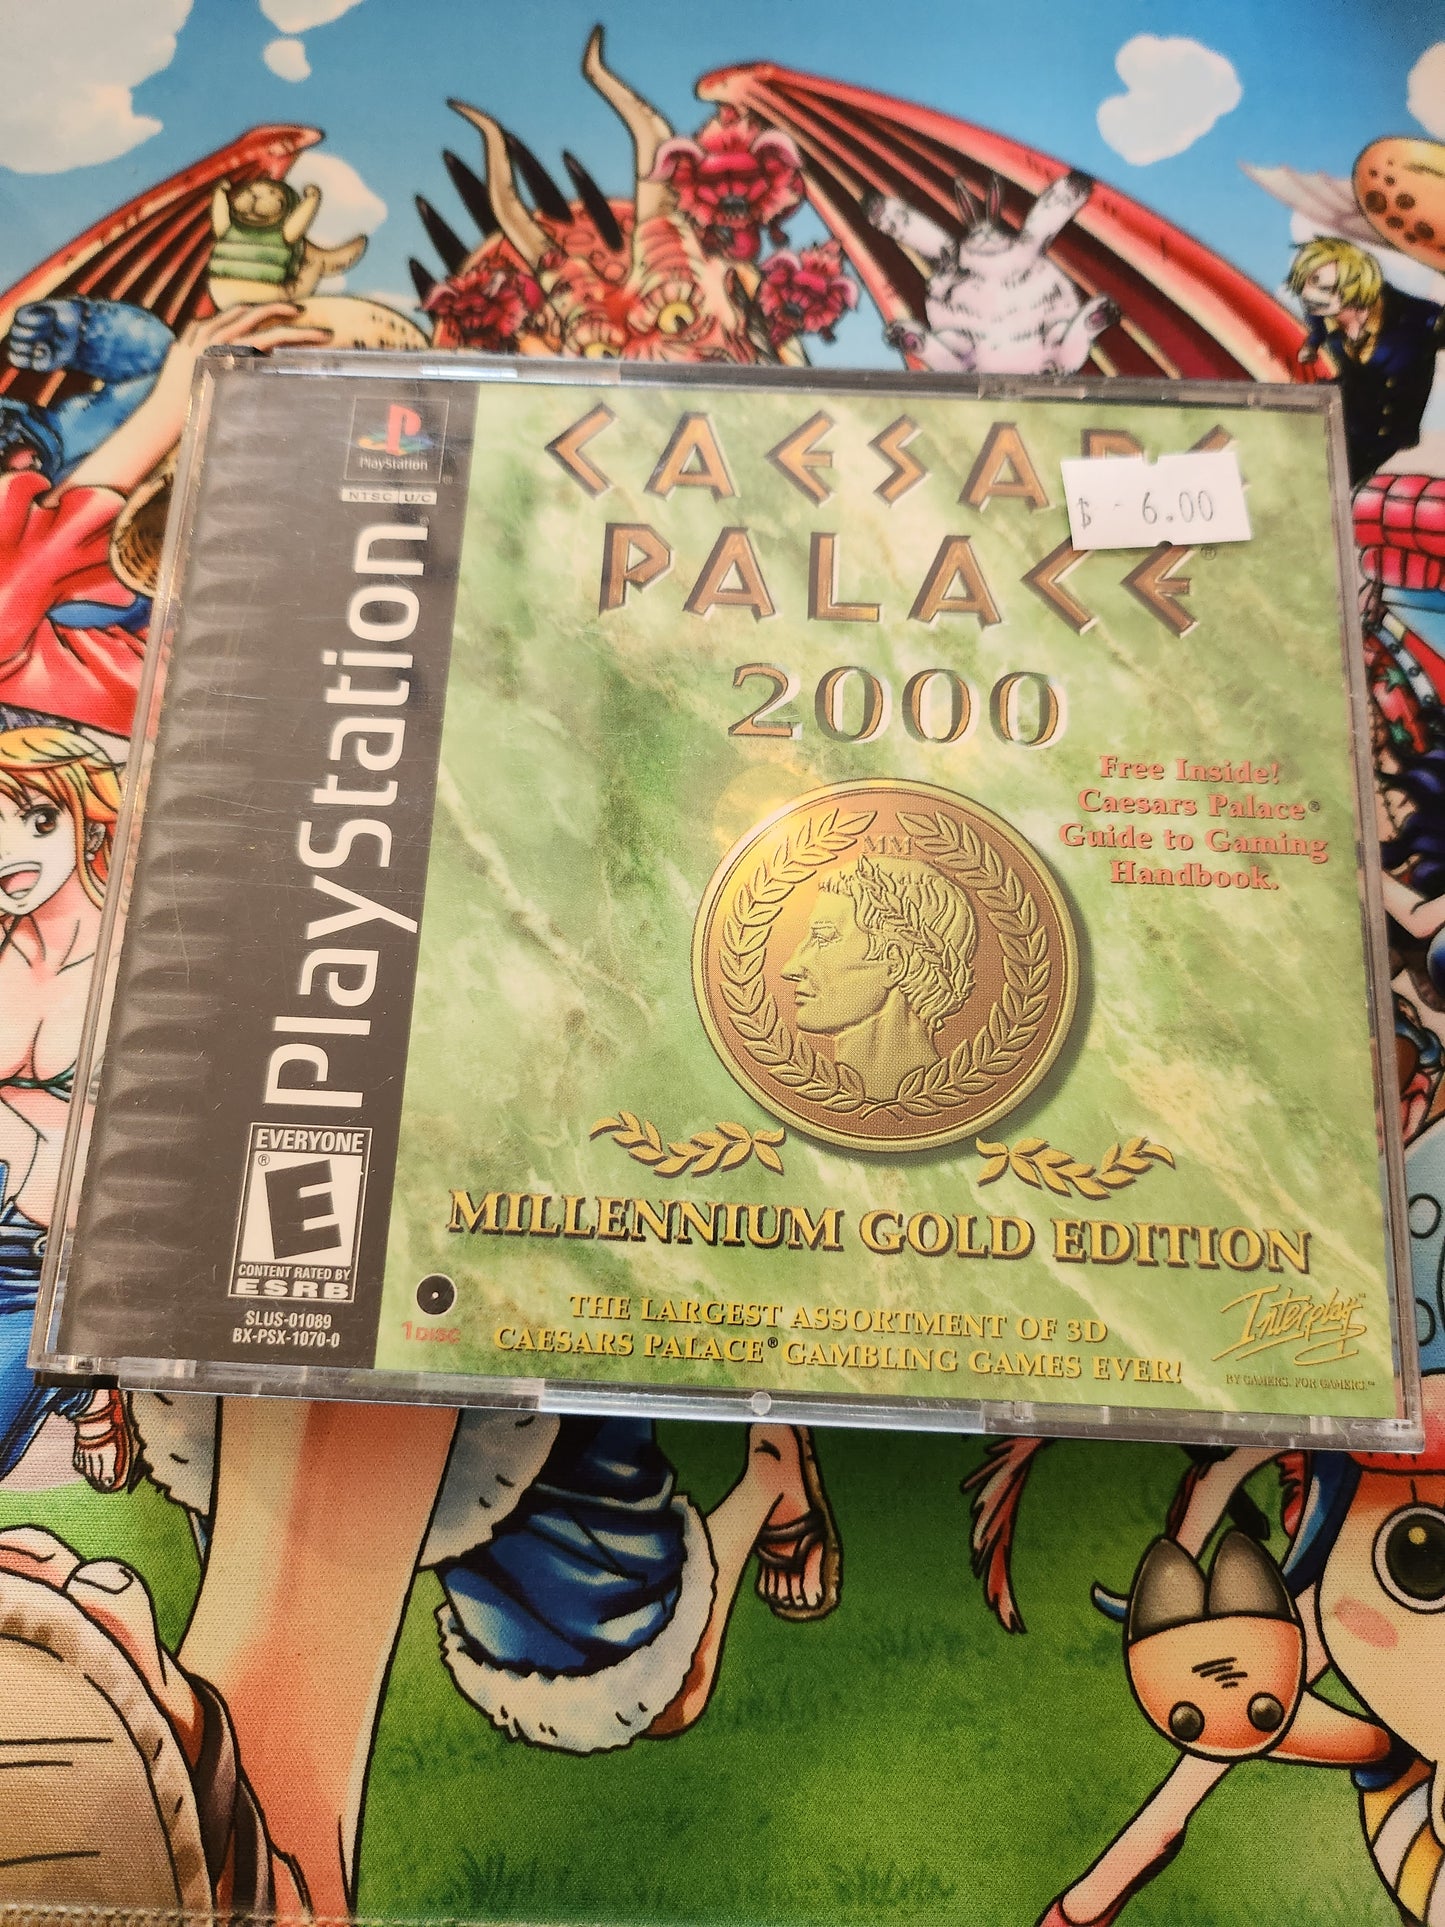 PlayStation
NTSC U/C
PlayStation
EVERYONE
E
CONTENT RATED BY
ESRB
SLUS-01089
BX-PSX-1070-0
CAESARS
PALACE®
$ - 6.00
2000
Free Inside!
Caesars Palace®
Guide to Gaming
Handbook.
MM
MILLENNIUM GOLD EDITION
1 DISC
THE LARGEST ASSORTMENT OF 3D
CAESARS PALACE® GAMBLING GAMES EVER!
Interplay™
BY GAMERS. FOR GAMERS.™